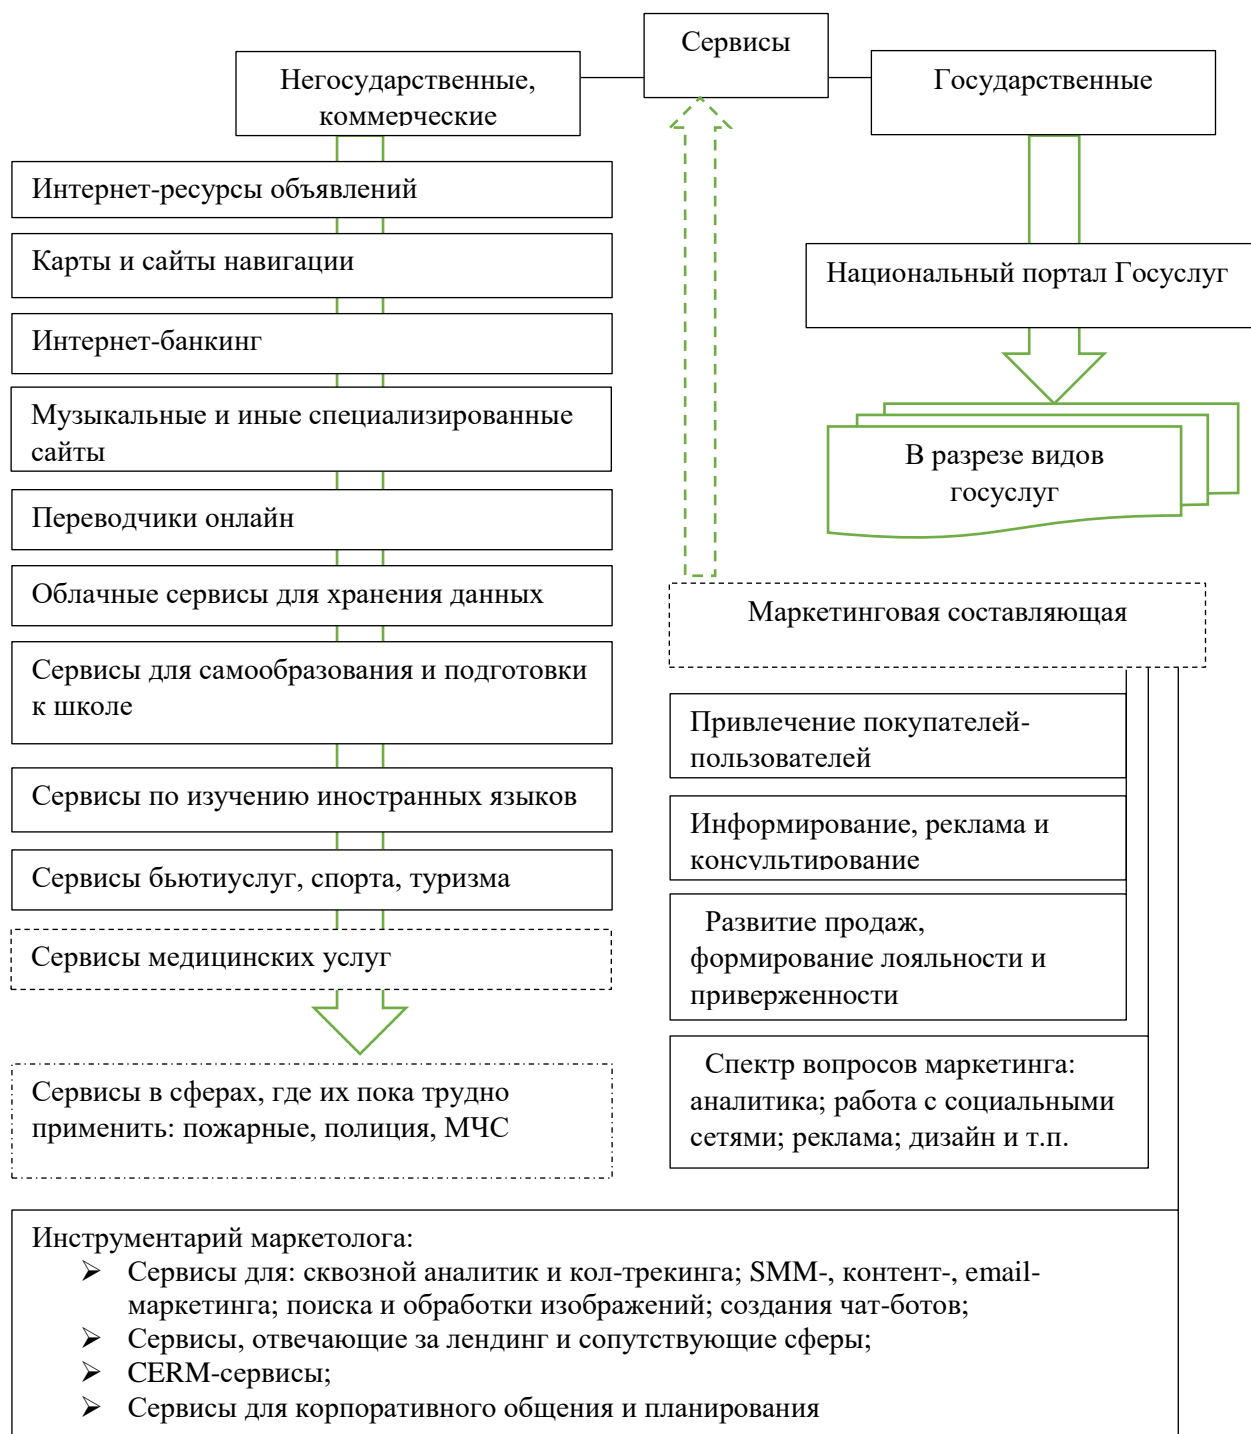 Сервисы
Негосударственные,
коммерческие
Государственные
Интернет-ресурсы объявлений
Карты и сайты навигации
Интернет-банкинг
Музыкальные и иные специализированные
сайты
Переводчики онлайн
Облачные сервисы для хранения данных
Сервисы для самообразования и подготовки
к школе
Сервисы по изучению иностранных языков
Сервисы бьютиуслуг, спорта, туризма
Сервисы медицинских услуг
Сервисы в сферах, где их пока трудно
применить: пожарные, полиция, МЧС
Национальный портал Госуслуг
В разрезе видов
госуслуг
Маркетинговая составляющая
Привлечение покупателей-
пользователей
Информирование, реклама и
консультирование
Развитие продаж,
формирование лояльности и
приверженности
Спектр вопросов маркетинга:
аналитика; работа с социальными
сетями; реклама; дизайн и т.п.
Инструментарий маркетолога:
➢ Сервисы для: сквозной аналитик и кол-трекинга; SMM-, контент-, email-
маркетинга; поиска и обработки изображений; создания чат-ботов;
➢ Сервисы, отвечающие за лендинг и сопутствующие сферы;
➢ CERM-сервисы;
➢ Сервисы для корпоративного общения и планирования